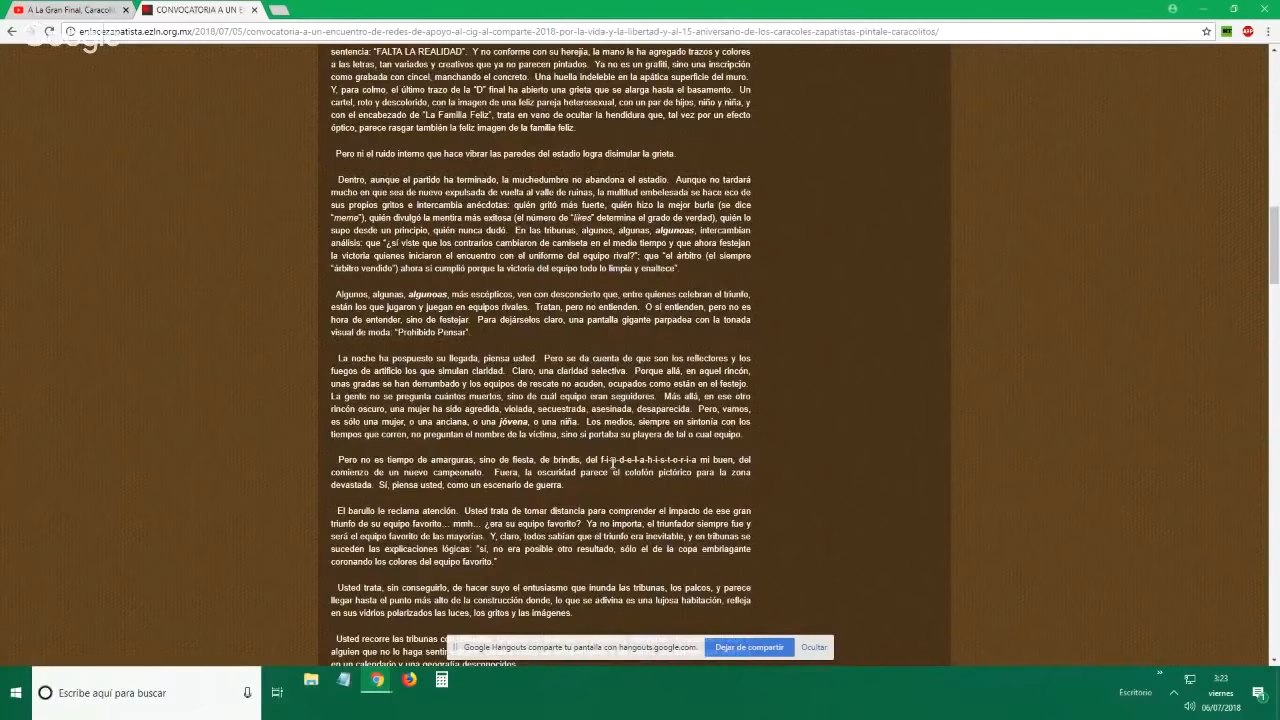 A La Gran Final, Caracol
CONVOCATORIA A UN E
enlacezapatista.ezln.org.mx/2018/07/05/convocatoria-a-un-encuentro-de-redes-de-apoyo-al-cig-al-comparte-2018-por-la-vida-y-la-libertad-y-al-15-aniversario-de-los-caracoles-zapatistas-pintale-caracolitos/
Google
sentencia: “FALTA LA REALIDAD”. Y no conforme con su herejía, la mano le ha agregado trazos y colores
a las letras, tan variados y creativos que ya no parecen pintados. Ya no es un grafiti, sino una inscripción
como grabada con cincel, manchando el concreto. Una huella indeleble en la apática superficie del muro.
Y, para colmo, el último trazo de la “D” final ha abierto una grieta que se alarga hasta el basamento. Un
cartel, roto y descolorido, con la imagen de una feliz pareja heterosexual, con un par de hijos, niño y niña, y
con el encabezado de “La Familia Feliz”, trata en vano de ocultar la hendidura que, tal vez por un efecto
óptico, parece rasgar también la feliz imagen de la familia feliz.
Pero ni el ruido interno que hace vibrar las paredes del estadio logra disimular la grieta.
Dentro, aunque el partido ha terminado, la muchedumbre no abandona el estadio. Aunque no tardará
mucho en que sea de nuevo expulsada de vuelta al valle de ruinas, la multitud embelesada se hace eco de
sus propios gritos e intercambia anécdotas: quién gritó más fuerte, quién hizo la mejor burla (se dice
“meme”), quién divulgó la mentira más exitosa (el número de “likes” determina el grado de verdad), quién lo
supo desde un principio, quién nunca dudó. En las tribunas, algunos, algunas, algunoas, intercambian
análisis: que “¿sí viste que los contrarios cambiaron de camiseta en el medio tiempo y que ahora festejan
la victoria quienes iniciaron el encuentro con el uniforme del equipo rival?”; que “el árbitro (el siempre
“árbitro vendido”) ahora sí cumplió porque la victoria del equipo todo lo limpia y enaltece”.
Algunos, algunas, algunoas, más escépticos, ven con desconcierto que, entre quienes celebran el triunfo,
están los que jugaron y juegan en equipos rivales. Tratan, pero no entienden. O sí entienden, pero no es
hora de entender, sino de festejar. Para dejárselos claro, una pantalla gigante parpadea con la tonada
visual de moda: “Prohibido Pensar”.
La noche ha pospuesto su llegada, piensa usted. Pero se da cuenta de que son los reflectores y los
fuegos de artificio los que simulan claridad. Claro, una claridad selectiva. Porque allá, en aquel rincón,
unas gradas se han derrumbado y los equipos de rescate no acuden, ocupados como están en el festejo.
La gente no se pregunta cuántos muertos, sino de cuál equipo eran seguidores. Más allá, en ese otro
rincón oscuro, una mujer ha sido agredida, violada, secuestrada, asesinada, desaparecida. Pero, vamos,
es sólo una mujer, o una anciana, o una jóvena, o una niña. Los medios, siempre en sintonía con los
tiempos que corren, no preguntan el nombre de la víctima, sino si portaba su playera de tal o cual equipo.
Pero no es tiempo de amarguras, sino de fiesta, de brindis, del f-i-n-d-e-l-a-h-i-s-t-o-r-i-a mi buen, del
comienzo de un nuevo campeonato. Fuera, la oscuridad parece el colofón pictórico para la zona
devastada. Sí, piensa usted, como un escenario de guerra.
El barullo le reclama atención. Usted trata de tomar distancia para comprender el impacto de ese gran
triunfo de su equipo favorito… mmh… ¿era su equipo favorito? Ya no importa, el triunfador siempre fue y
será el equipo favorito de las mayorías. Y, claro, todos sabían que el triunfo era inevitable, y en tribunas se
suceden las explicaciones lógicas: “sí, no era posible otro resultado, sólo el de la copa embriagante
coronando los colores del equipo favorito.”
Usted trata, sin conseguirlo, de hacer suyo el entusiasmo que inunda las tribunas, los palcos, y parece
llegar hasta el punto más alto de la construcción donde, lo que se adivina es una lujosa habitación, refleja
en sus vidrios polarizados las luces, los gritos y las imágenes.
Usted recorre las tribunas
alguien que no lo haga
en un calendario y una geografía desconocidos.
Google Hangouts comparte tu pantalla con hangouts.google.com.
Dejar de compartir
Ocultar
Escribe aquí para buscar
Escritorio
3:23
viernes
06/07/2018